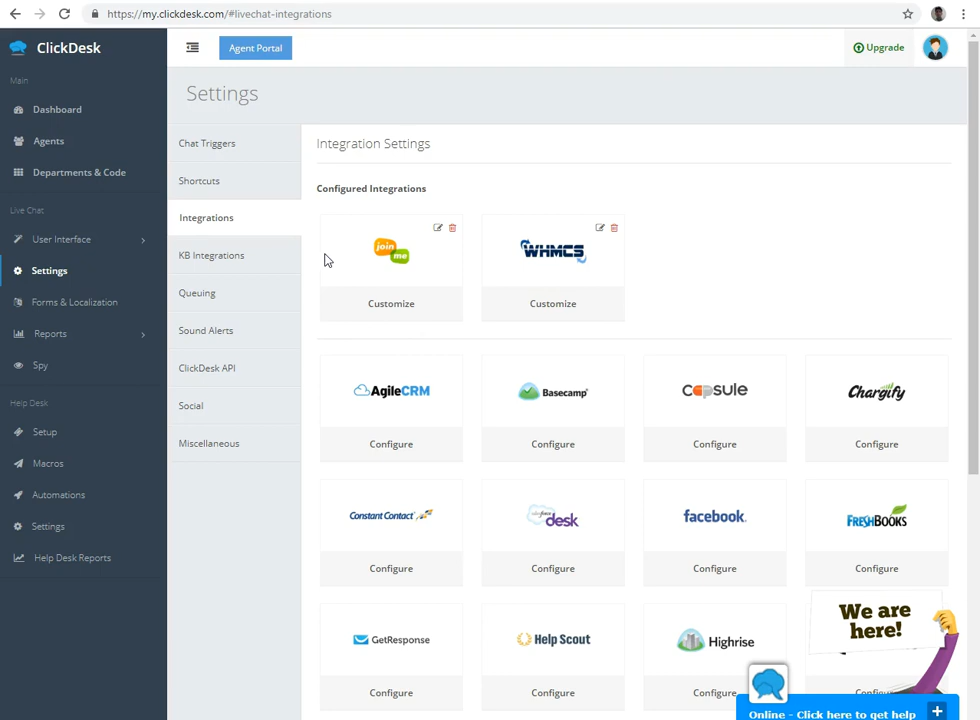 https://my.clickdesk.com/#livechat-integrations
ClickDesk
Agent Portal
Upgrade
Main
Dashboard
Agents
Departments & Code
Live Chat
User Interface
Settings
Forms & Localization
Reports
Spy
Help Desk
Setup
Macros
Automations
Settings
Help Desk Reports
Settings
Chat Triggers
Shortcuts
Integrations
KB Integrations
Queuing
Sound Alerts
ClickDesk API
Social
Miscellaneous
Integration Settings
Configured Integrations
join
me
WHMCS
Customize
Customize
AgileCRM
Basecamp
Capsule
Chargify
Configure
Configure
Configure
Configure
Constant Contact
desk
facebook.
FRESHBOOKS
Configure
Configure
Configure
Configure
GetResponse
Help Scout
Highrise
Configure
Configure
Configure
We are
here!
Online - Click here to get help